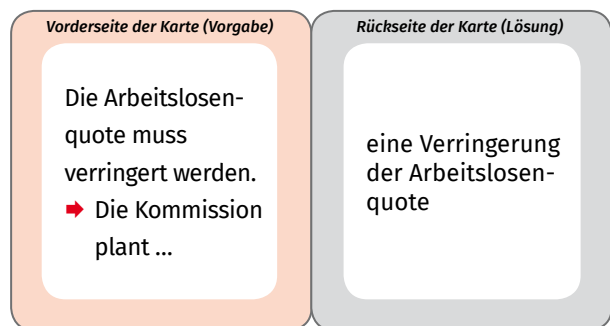 Vorderseite der Karte (Vorgabe)
Die Arbeitslosen-
quote muss
verringert werden.
➡ Die Kommission
plant ...
Rückseite der Karte (Lösung)
eine Verringerung
der Arbeitslosen-
quote